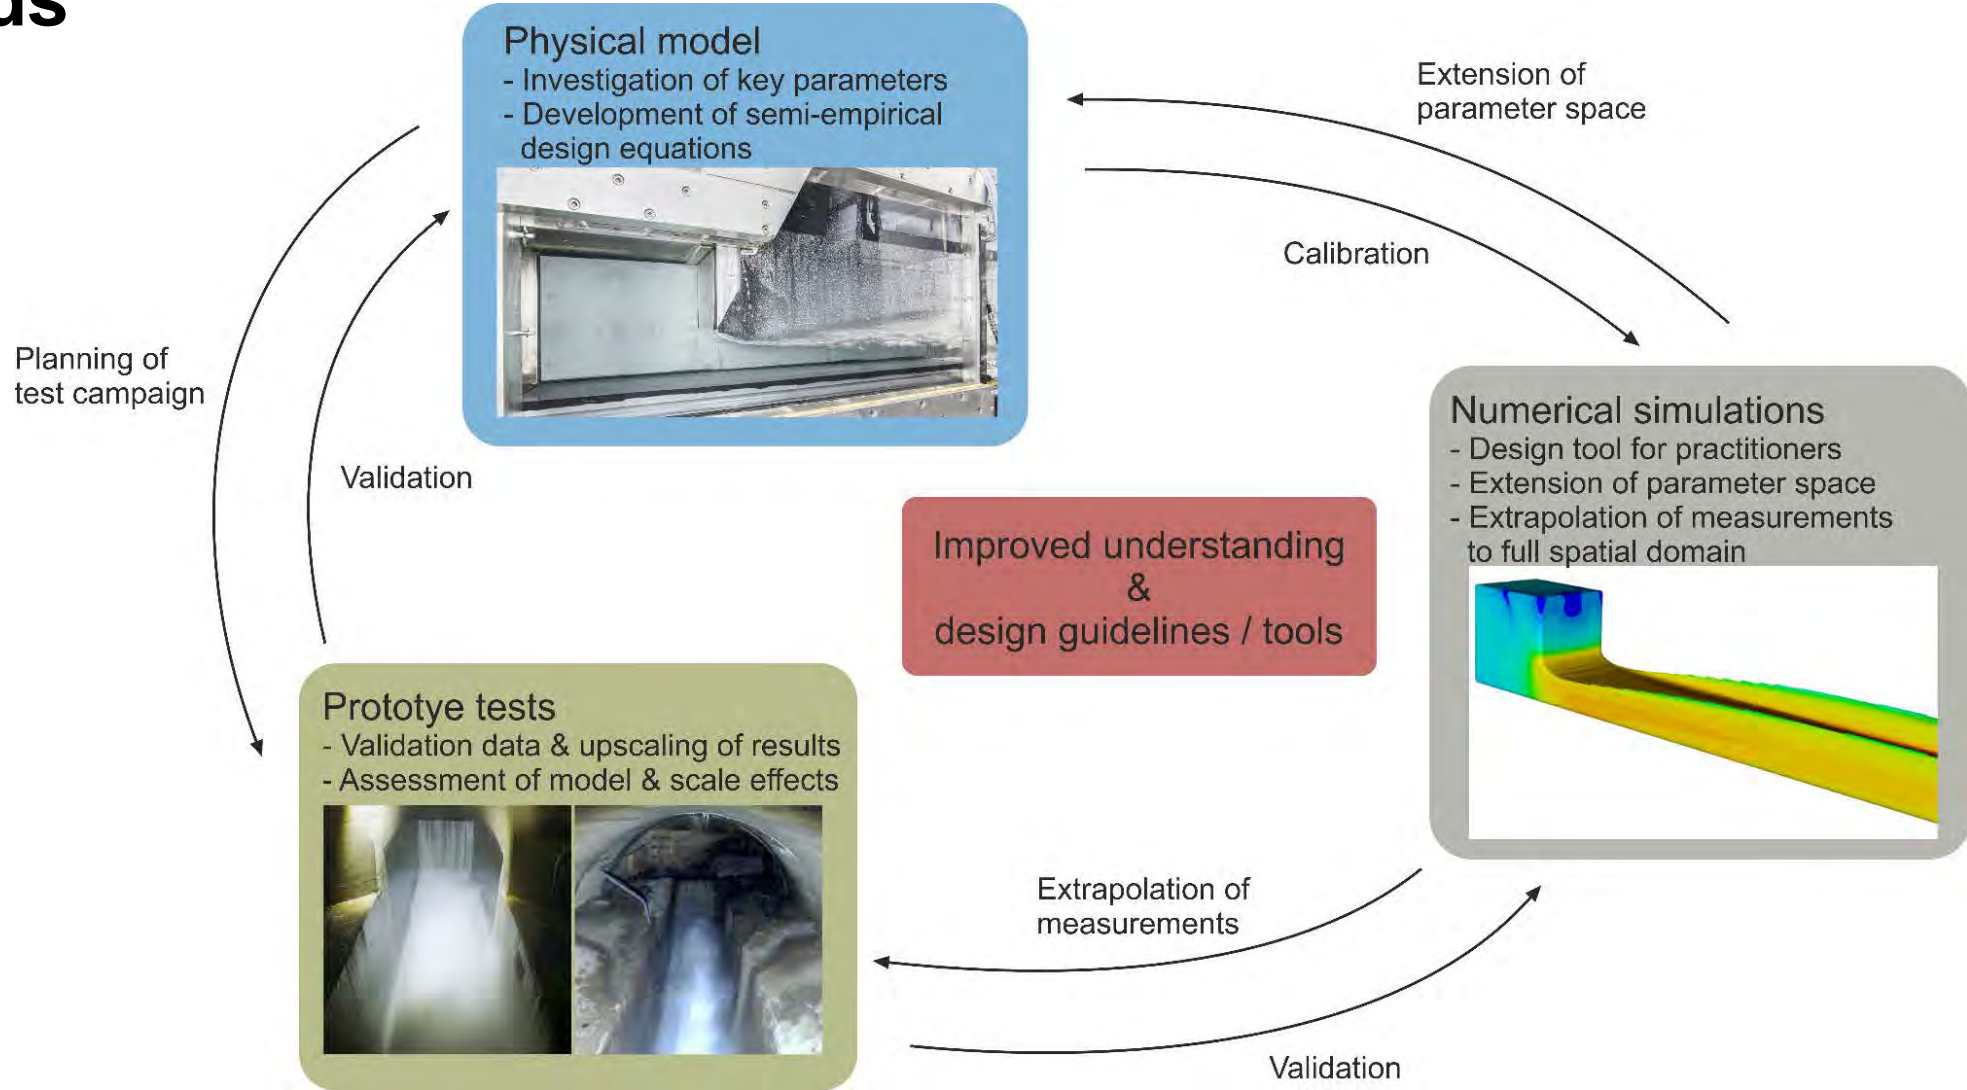 Physical model
- Investigation of key parameters
- Development of semi-empirical
design equations
Extension of
parameter space
Calibration
Planning of
test campaign
Validation
Numerical simulations
- Design tool for practitioners
- Extension of parameter space
- Extrapolation of measurements
to full spatial domain
Improved understanding
&
design guidelines / tools
Prototye tests
- Validation data & upscaling of results
- Assessment of model & scale effects
Extrapolation of
measurements
Validation